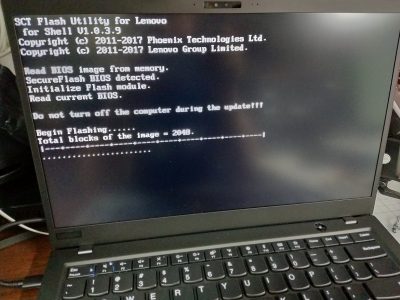 SCT Flash Utility for Lenovo
for Shell V1.0.3.9
Copyright (c) 2011-2017 Phoenix Technologies Ltd.
Copyright (c) 2011-2017 Lenovo Group Limited.
Read BIOS image from memory.
SecureFlash BIOS detected.
Initialize Flash module.
Read current BIOS.
Do not turn off the computer during the update!!!
Begin Flashing......
Total blocks of the image = 2048.
|----+----+----+----+----+----+----+----+----+----|
.........................